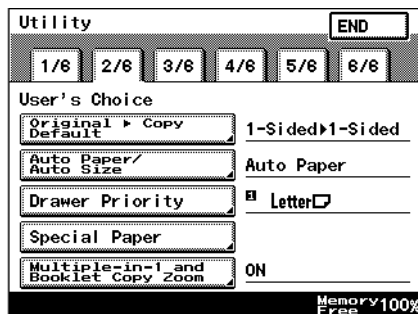 Utility
END
1/6 2/6 3/6 4/6 5/6 6/6
User's Choice
Original ▸ Copy
Default
1-Sided▸1-Sided
Auto Paper/
Auto Size
Auto Paper
Drawer Priority
1 Letter
Special Paper
Multiple-in-1 and
Booklet Copy Zoom
ON
Memory
Free 100%